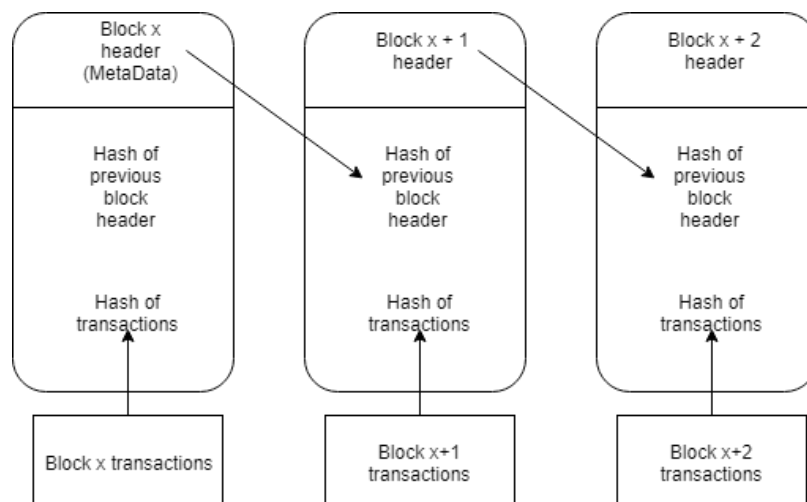 Block x
header
(MetaData)
Block x + 1
header
Block x + 2
header
Hash of
previous
block
header
Hash of
previous
block
header
Hash of
previous
block
header
Hash of
transactions
Hash of
transactions
Hash of
transactions
Block x transactions
Block x+1
transactions
Block x+2
transactions